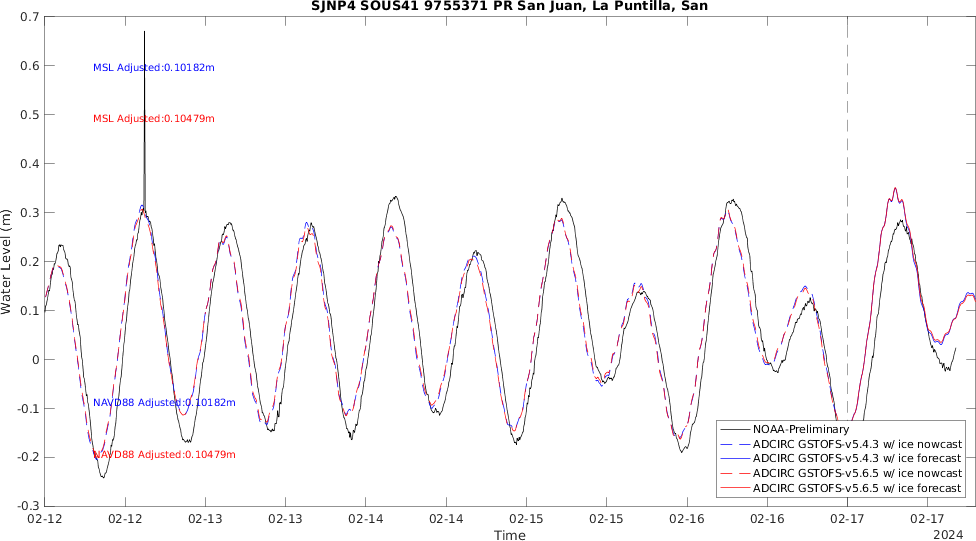 SJNP4 SOUS41 9755371 PR San Juan, La Puntilla, San
0.7
0.6
0.5
0.4
0.3
0.2
0.1
0
-0.1
-0.2
-0.3
Water Level (m)
MSL Adjusted:0.10182m
MSL Adjusted:0.10479m
NAVD88 Adjusted:0.10182m
NAVD88 Adjusted:0.10479m
NOAA-Preliminary
ADCIRC GSTOFS-v5.4.3 w/ ice nowcast
ADCIRC GSTOFS-v5.4.3 w/ ice forecast
ADCIRC GSTOFS-v5.6.5 w/ ice nowcast
ADCIRC GSTOFS-v5.6.5 w/ ice forecast
02-12 02-12 02-13 02-13 02-14 02-14 02-15 02-15 02-16 02-16 02-17 02-17
2024
Time